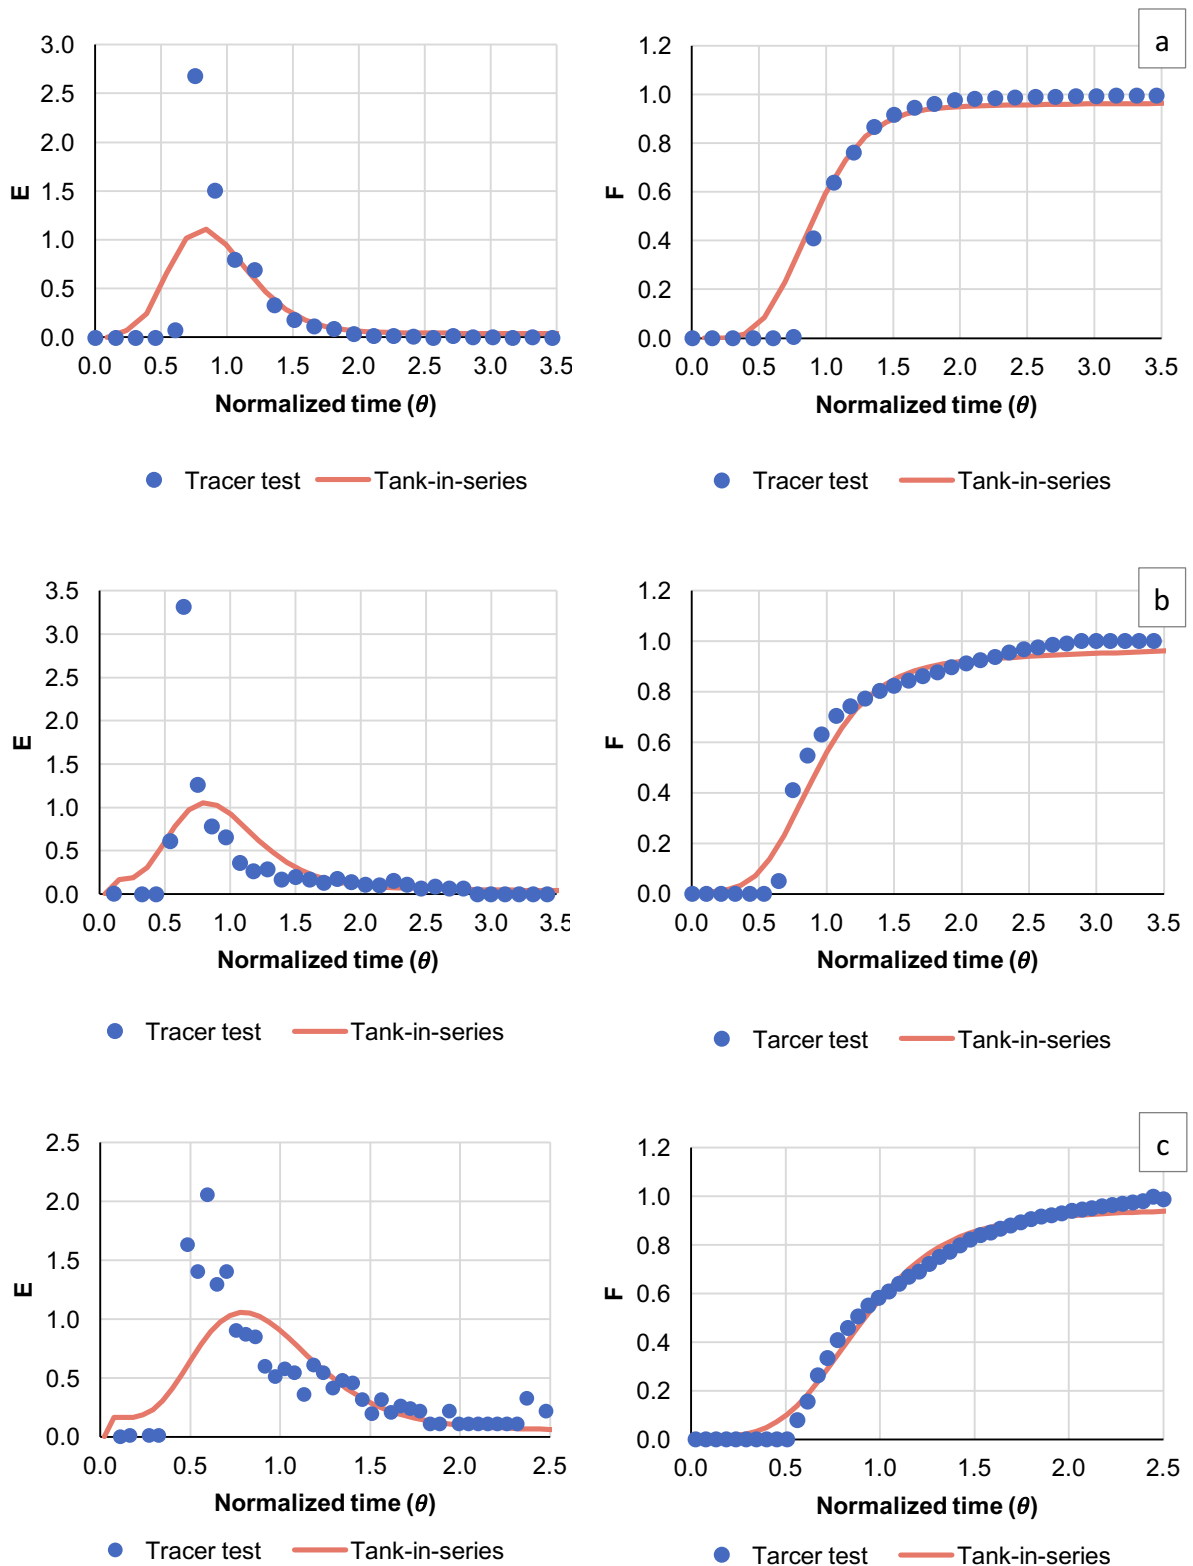 a
3.0
2.5
2.0
1.5
1.0
0.5
0.0
E
0.0 0.5 1.0 1.5 2.0 2.5 3.0 3.5
Normalized time (θ)
Tracer test Tank-in-series
1.2
1.0
0.8
0.6
0.4
0.2
0.0
F
0.0 0.5 1.0 1.5 2.0 2.5 3.0 3.5
Normalized time (θ)
Tracer test Tank-in-series
b
3.5
3.0
2.5
2.0
1.5
1.0
0.5
0.0
E
0.0 0.5 1.0 1.5 2.0 2.5 3.0 3.5
Normalized time (θ)
Tracer test Tank-in-series
1.2
1.0
0.8
0.6
0.4
0.2
0.0
F
0.0 0.5 1.0 1.5 2.0 2.5 3.0 3.5
Normalized time (θ)
Tarcer test Tank-in-series
c
2.5
2.0
1.5
1.0
0.5
0.0
E
0.0 0.5 1.0 1.5 2.0 2.5
Normalized time (θ)
Tracer test Tank-in-series
1.2
1.0
0.8
0.6
0.4
0.2
0.0
F
0.0 0.5 1.0 1.5 2.0 2.5
Normalized time (θ)
Tarcer test Tank-in-series